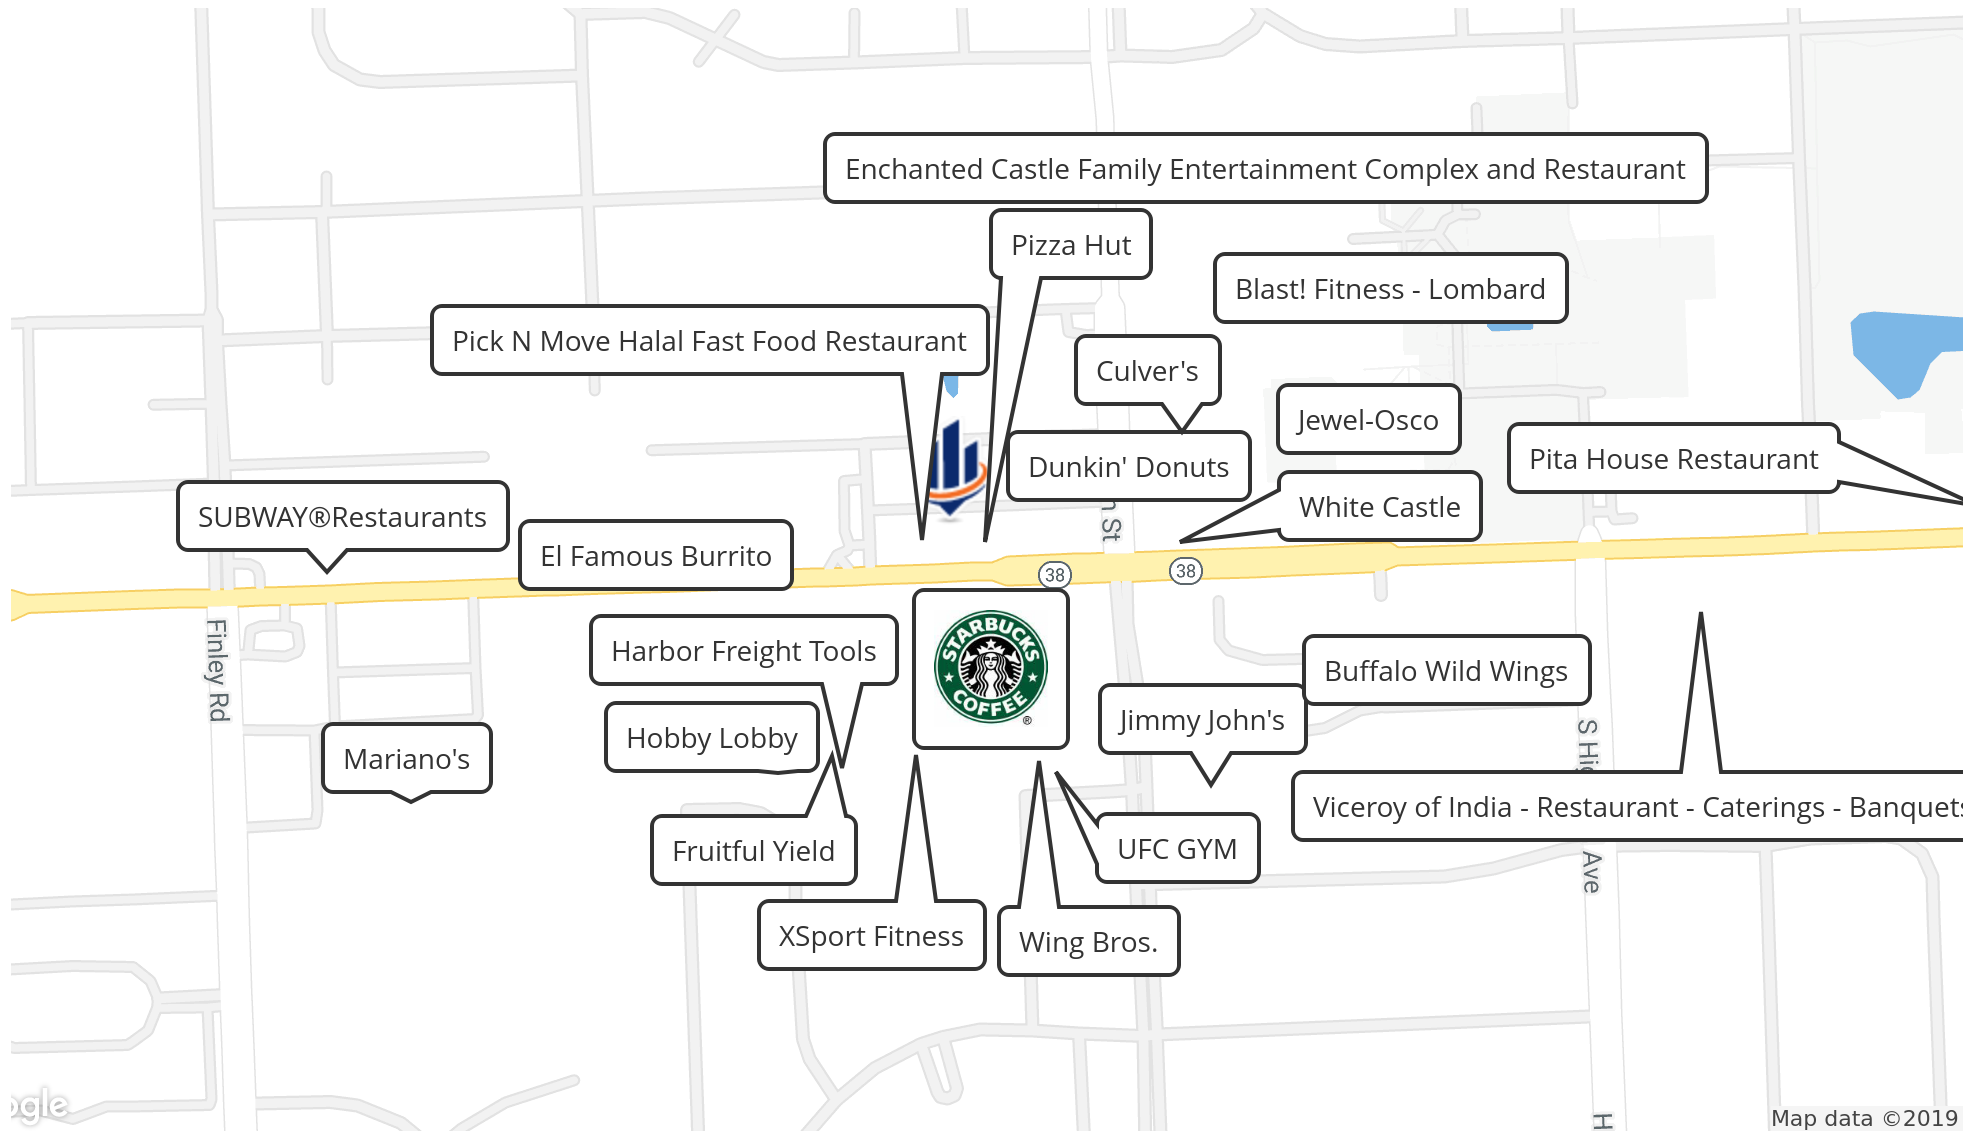 Enchanted Castle Family Entertainment Complex and Restaurant
Pizza Hut
Blast! Fitness - Lombard
Pick N Move Halal Fast Food Restaurant
Culver's
Jewel-Osco
Pita House Restaurant
Dunkin' Donuts
White Castle
SUBWAY®Restaurants
St
El Famous Burrito
38
38
Finley Rd
Harbor Freight Tools
STARBUCKS
COFFEE
®
Buffalo Wild Wings
Jimmy John's
Hobby Lobby
Mariano's
S Hig
Viceroy of India - Restaurant - Caterings - Banquets
Fruitful Yield
UFC GYM
Ave
XSport Fitness
Wing Bros.
ogle
H
Map data ©2019